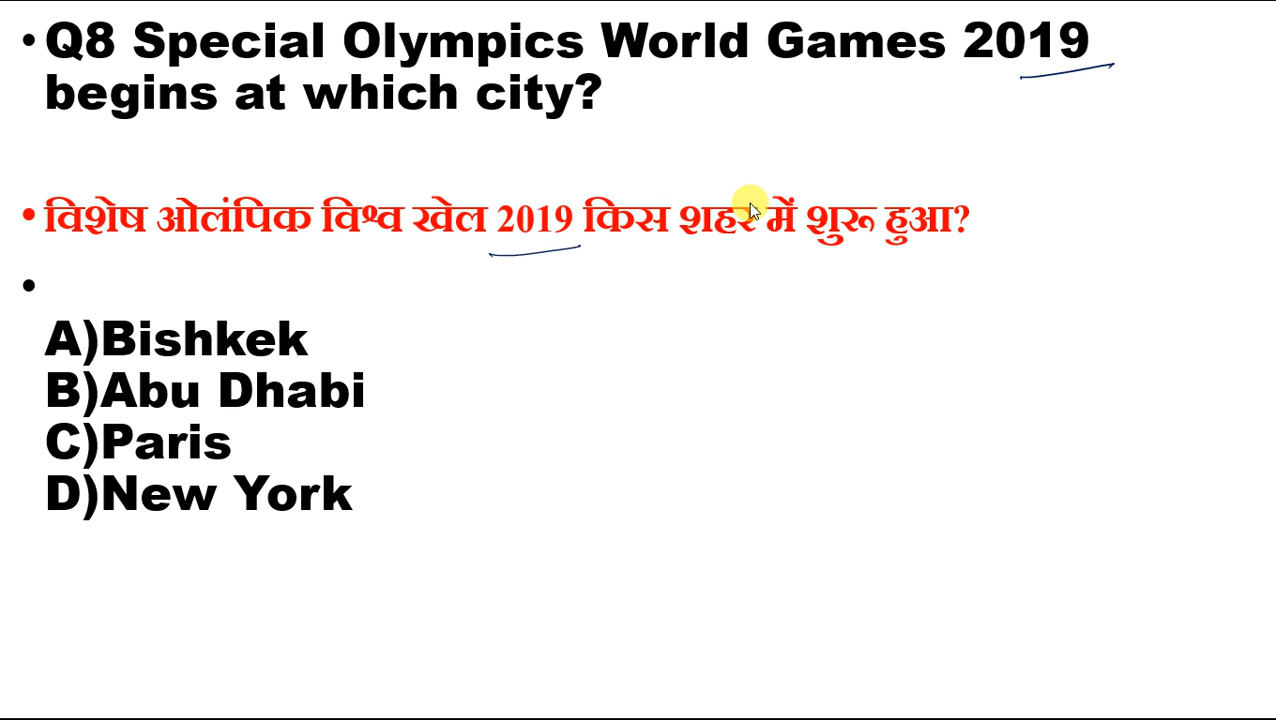 • Q8 Special Olympics World Games 2019
begins at which city?
• विशेष ओलंपिक विश्व खेल 2019 किस शहर में शुरू हुआ?
•
A)Bishkek
B)Abu Dhabi
C)Paris
D)New York